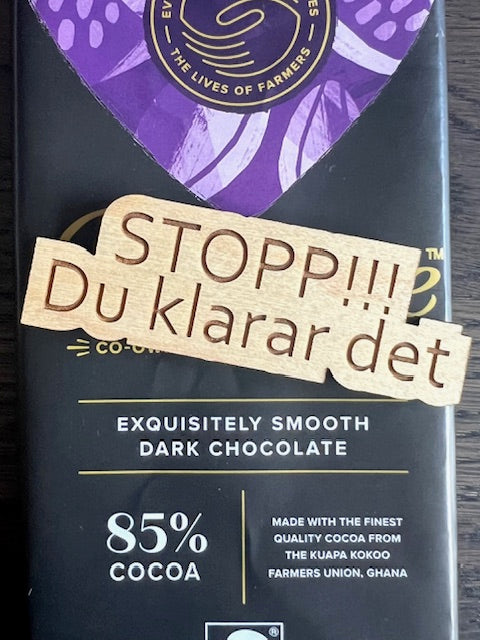 THE LIVES OF FARMERS
STOPP!!!
Du klarar det
™
EXQUISITELY SMOOTH
DARK CHOCOLATE
85%
COCOA
MADE WITH THE FINEST
QUALITY COCOA FROM
THE KUAPA KOKOO
FARMERS UNION, GHANA
®